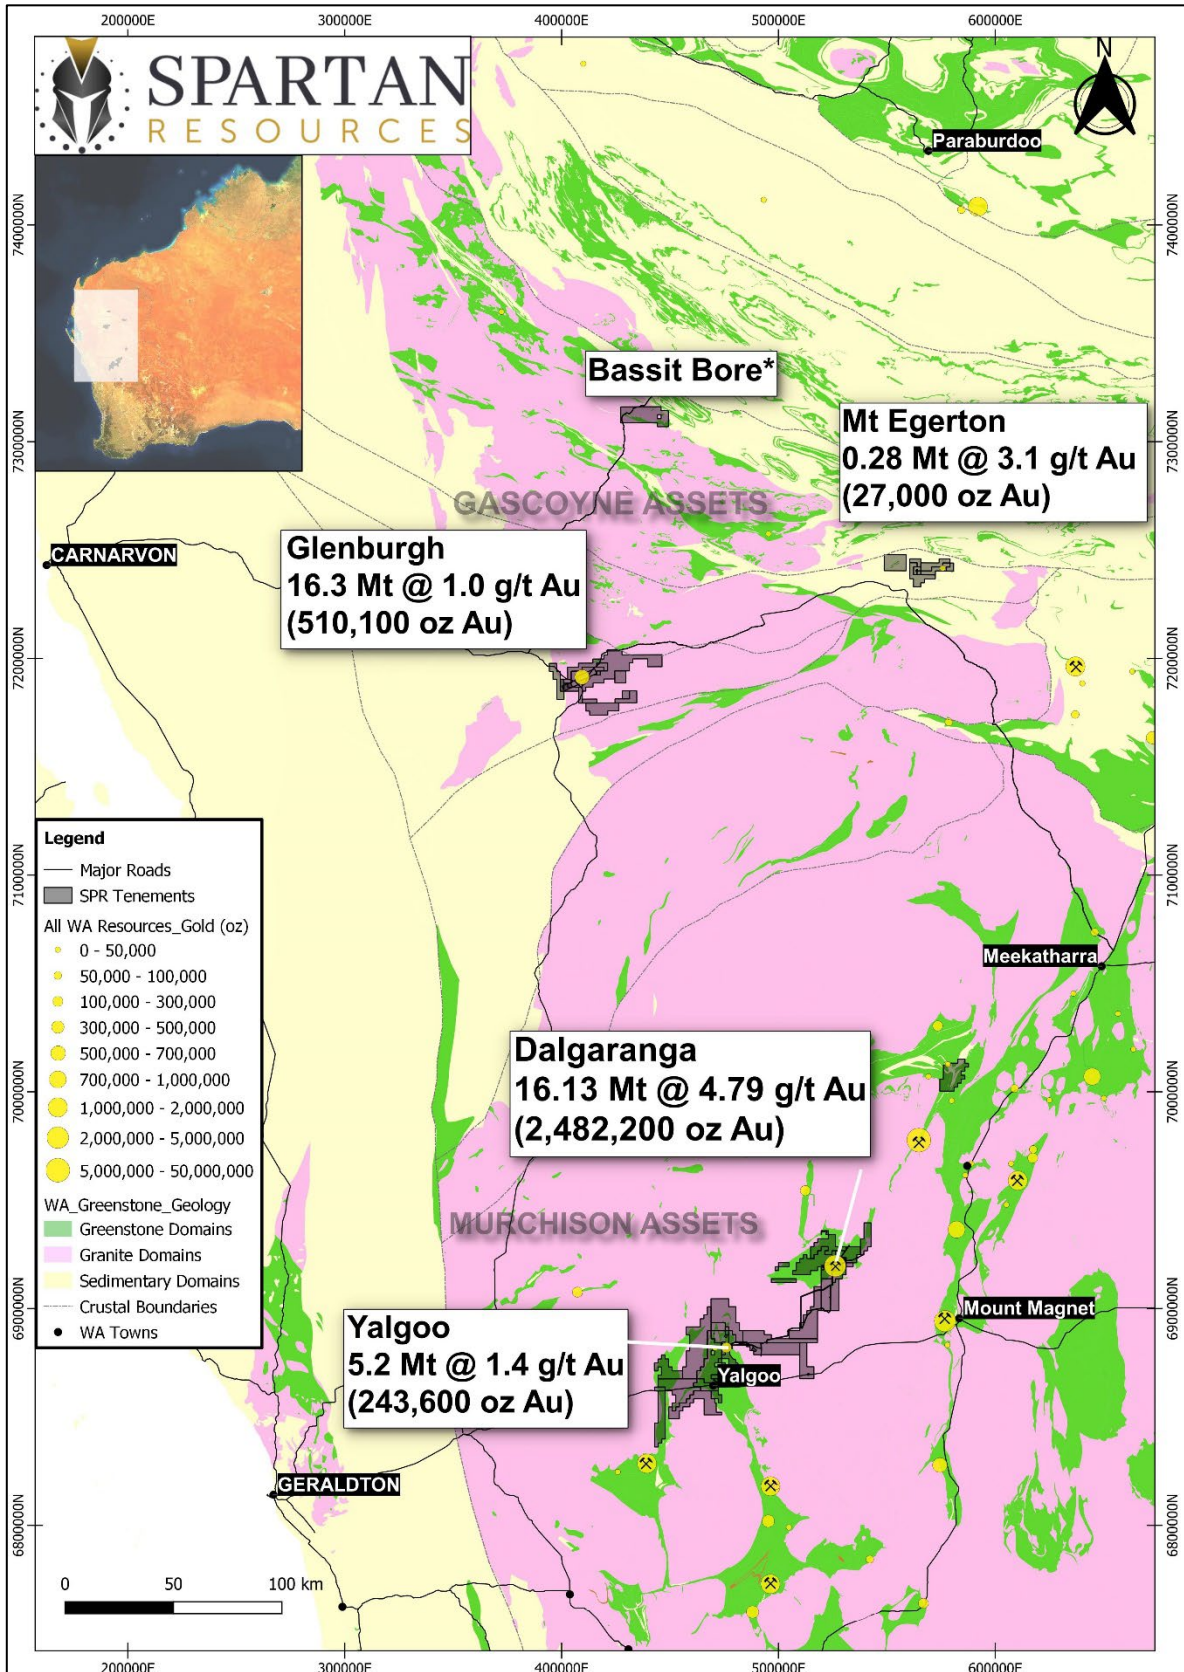 200000E 300000E 400000E 500000E 600000E
N
SPARTAN
RESOURCES
Paraburdoo
7400000N 7400000N
Bassit Bore*
Mt Egerton
0.28 Mt @ 3.1 g/t Au
(27,000 oz Au)
7300000N 7300000N
GASCOYNE ASSETS
CARNARVON
Glenburgh
16.3 Mt @ 1.0 g/t Au
(510,100 oz Au)
7200000N 7200000N
Legend
Major Roads
SPR Tenements
All WA Resources_Gold (oz)
0 - 50,000
50,000 - 100,000
100,000 - 300,000
300,000 - 500,000
500,000 - 700,000
700,000 - 1,000,000
1,000,000 - 2,000,000
2,000,000 - 5,000,000
5,000,000 - 50,000,000
WA_Greenstone_Geology
Greenstone Domains
Granite Domains
Sedimentary Domains
Crustal Boundaries
WA Towns
7100000N 7100000N
Meekatharra
Dalgaranga
16.13 Mt @ 4.79 g/t Au
(2,482,200 oz Au)
7000000N 7000000N
MURCHISON ASSETS
6900000N 6900000N
Mount Magnet
Yalgoo
5.2 Mt @ 1.4 g/t Au
(243,600 oz Au)
Yalgoo
GERALDTON
6800000N 6800000N
0 50 100 km
200000E 300000E 400000E 500000E 600000E